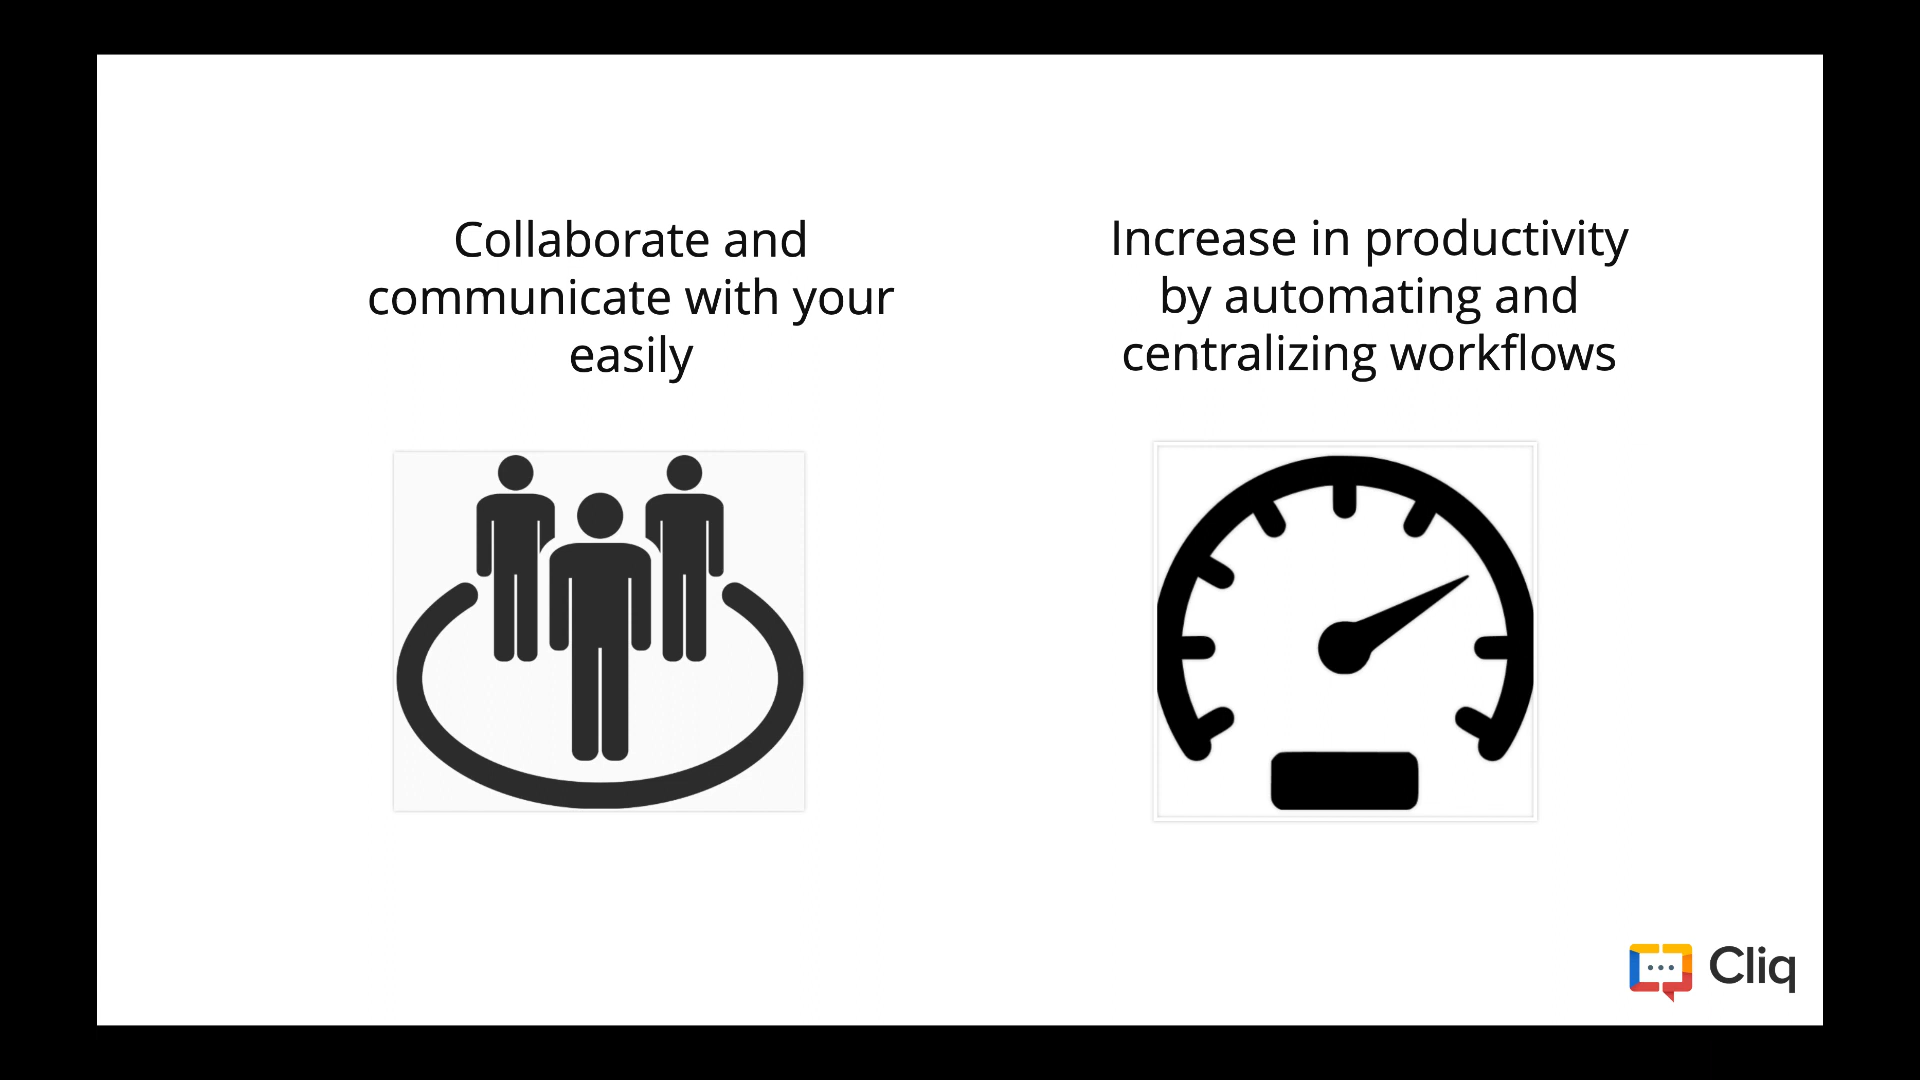 Collaborate and
communicate with your
easily
Increase in productivity
by automating and
centralizing workflows
Cliq